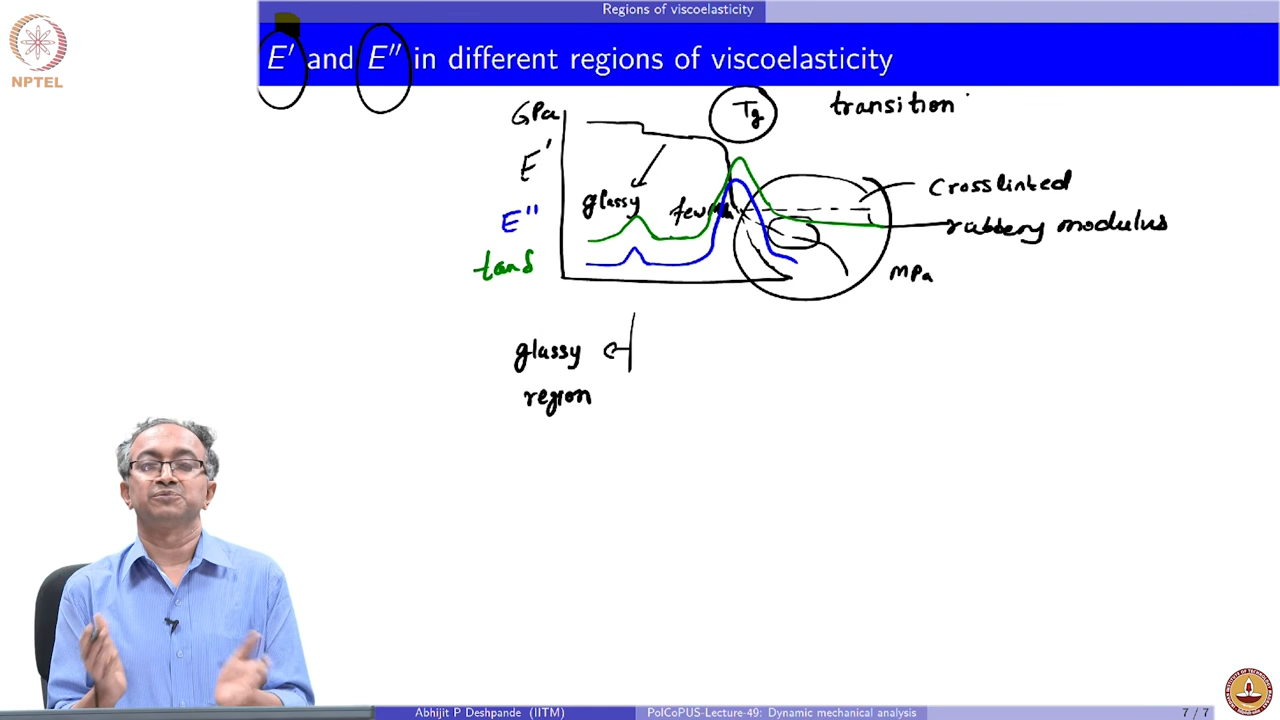 Regions of viscoelasticity
E′ and E″ in different regions of viscoelasticity
NPTEL
GPa
Tg
transition
E′
glassy
few
crosslinked
E″
rubbery modulus
tanδ
MPa
glassy
region
Abhijit P Deshpande (IITM)
PolCoPUS-Lecture-49: Dynamic mechanical analysis
7 / 7